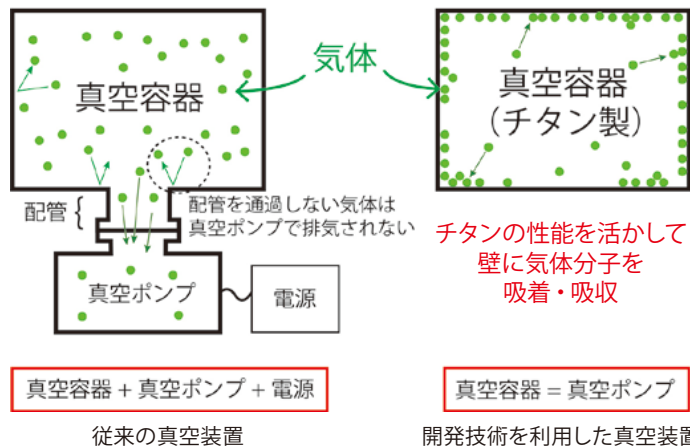 気体
真空容器
配管
配管を通過しない気体は
真空ポンプで排気されない
真空ポンプ
電源
真空容器 + 真空ポンプ + 電源
従来の真空装置
真空容器
(チタン製)
チタンの性能を活かして
壁に気体分子を
吸着・吸収
真空容器 = 真空ポンプ
開発技術を利用した真空装置